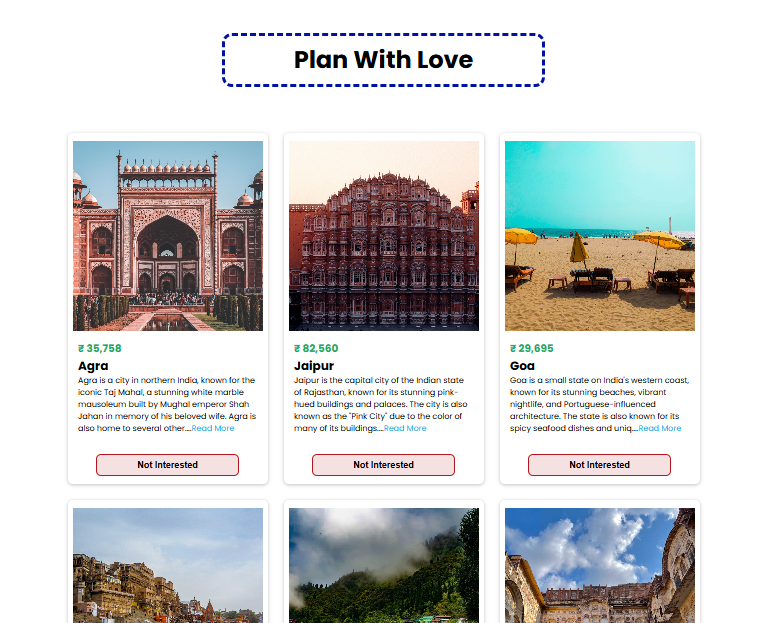 Plan With Love
₹ 35,758
Agra
Agra is a city in northern India, known for the
iconic Taj Mahal, a stunning white marble
mausoleum built by Mughal emperor Shah
Jahan in memory of his beloved wife. Agra is
also home to several other....Read More
Not Interested
₹ 82,560
Jaipur
Jaipur is the capital city of the Indian state
of Rajasthan, known for its stunning pink-
hued buildings and palaces. The city is also
known as the "Pink City" due to the color of
many of its buildings....Read More
Not Interested
₹ 29,695
Goa
Goa is a small state on India's western coast,
known for its stunning beaches, vibrant
nightlife, and Portuguese-influenced
architecture. The state is also known for its
spicy seafood dishes and uniq....Read More
Not Interested